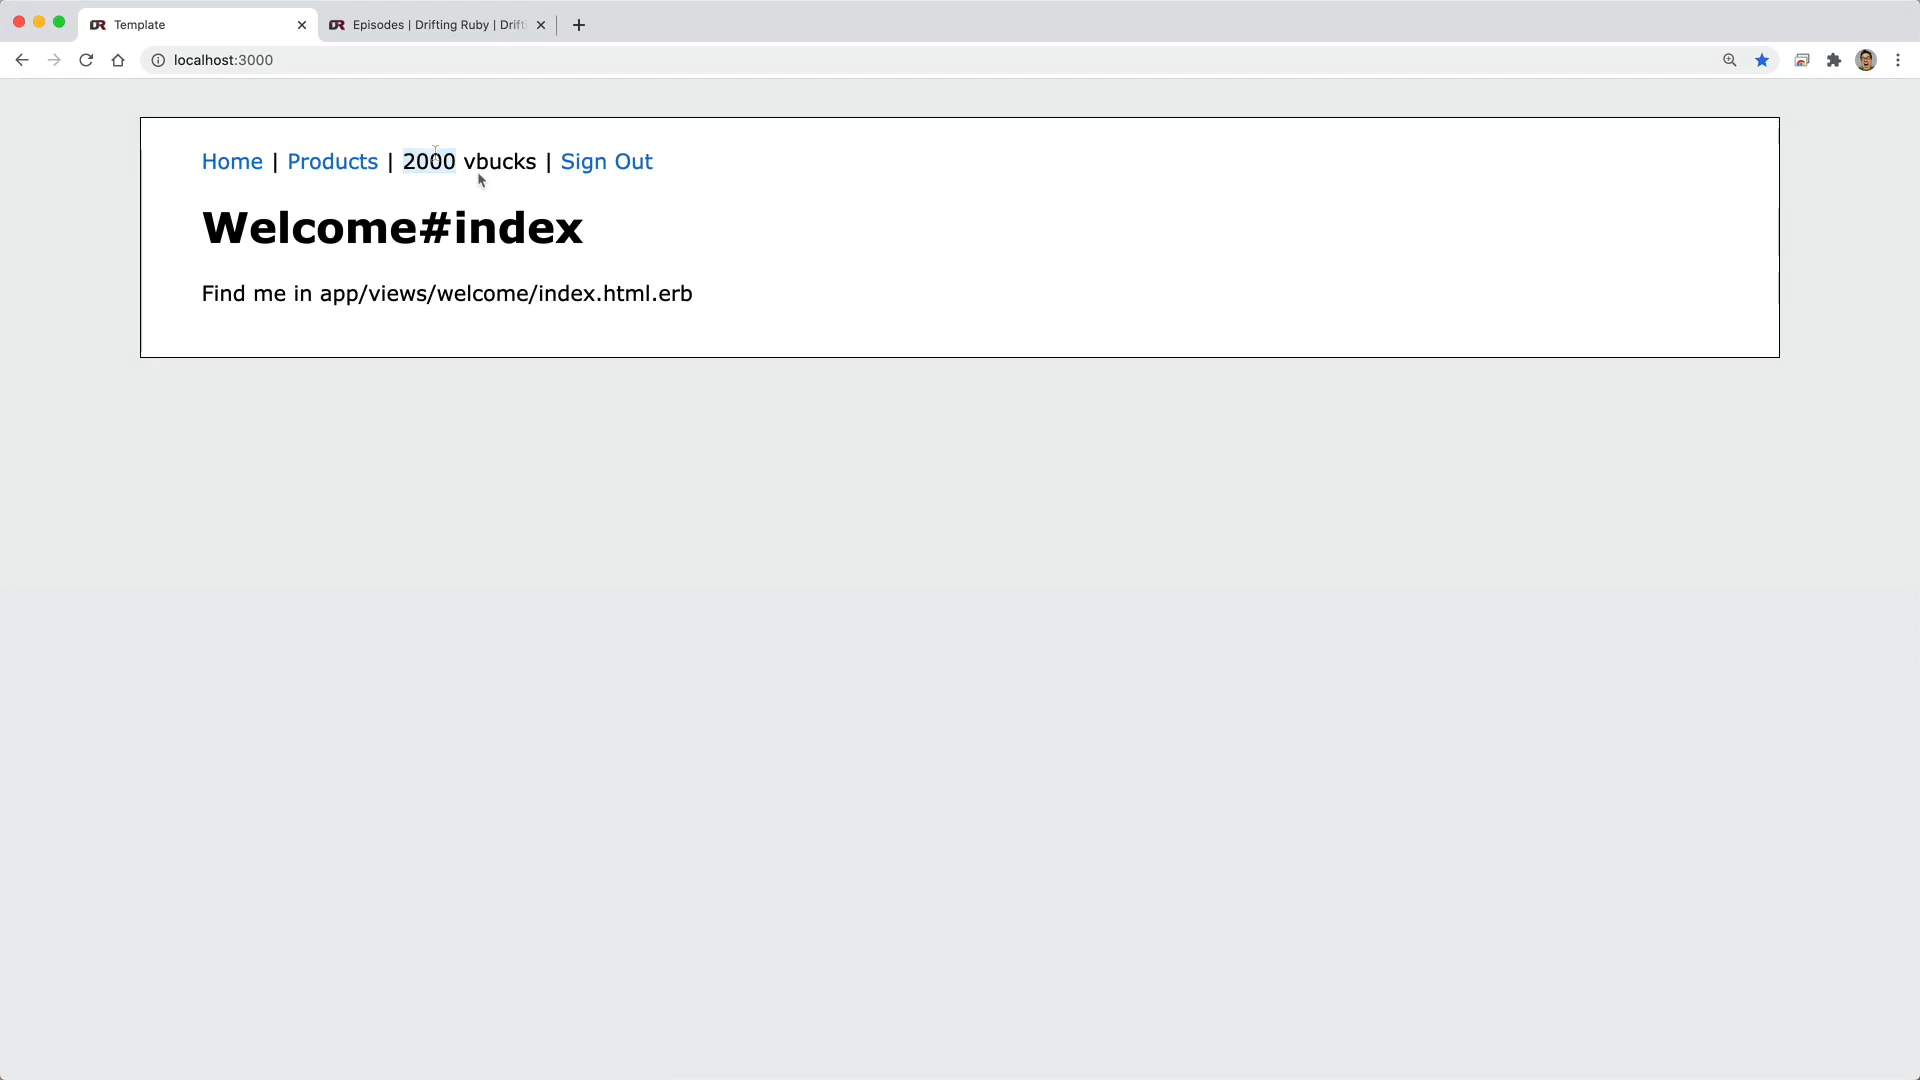 Template
Episodes | Drifting Ruby | Drift
localhost:3000
Home | Products | 2000 vbucks | Sign Out
Welcome#index
Find me in app/views/welcome/index.html.erb